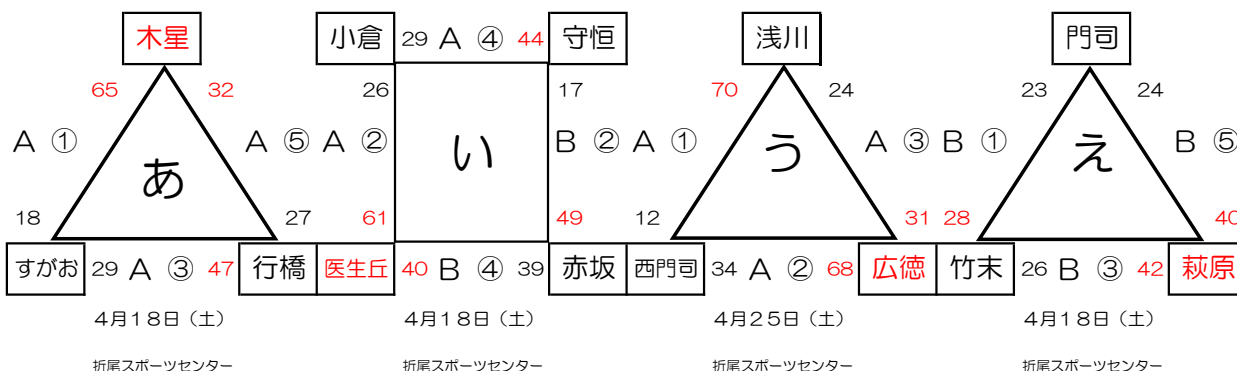 木星 小倉 29 A ④ 44 守恒 浅川 門司
65 32 26 17 70 24 23 24
A ① A ⑤ A ② い B ② A ① う A ③ B ① え B ⑤
あ
18 27 61 49 12 31 28 40
すがお 29 A ③ 47 行橋 医生丘 40 B ④ 39 赤坂 西門司 34 A ② 68 広徳 竹末 26 B ③ 42 萩原
4月18日（土） 4月18日（土） 4月25日（土） 4月18日（土）
折尾スポーツセンター 折尾スポーツセンター 折尾スポーツセンター 折尾スポーツセンター